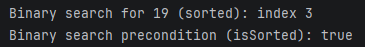 Binary search for 19 (sorted): index 3
Binary search precondition (isSorted): true